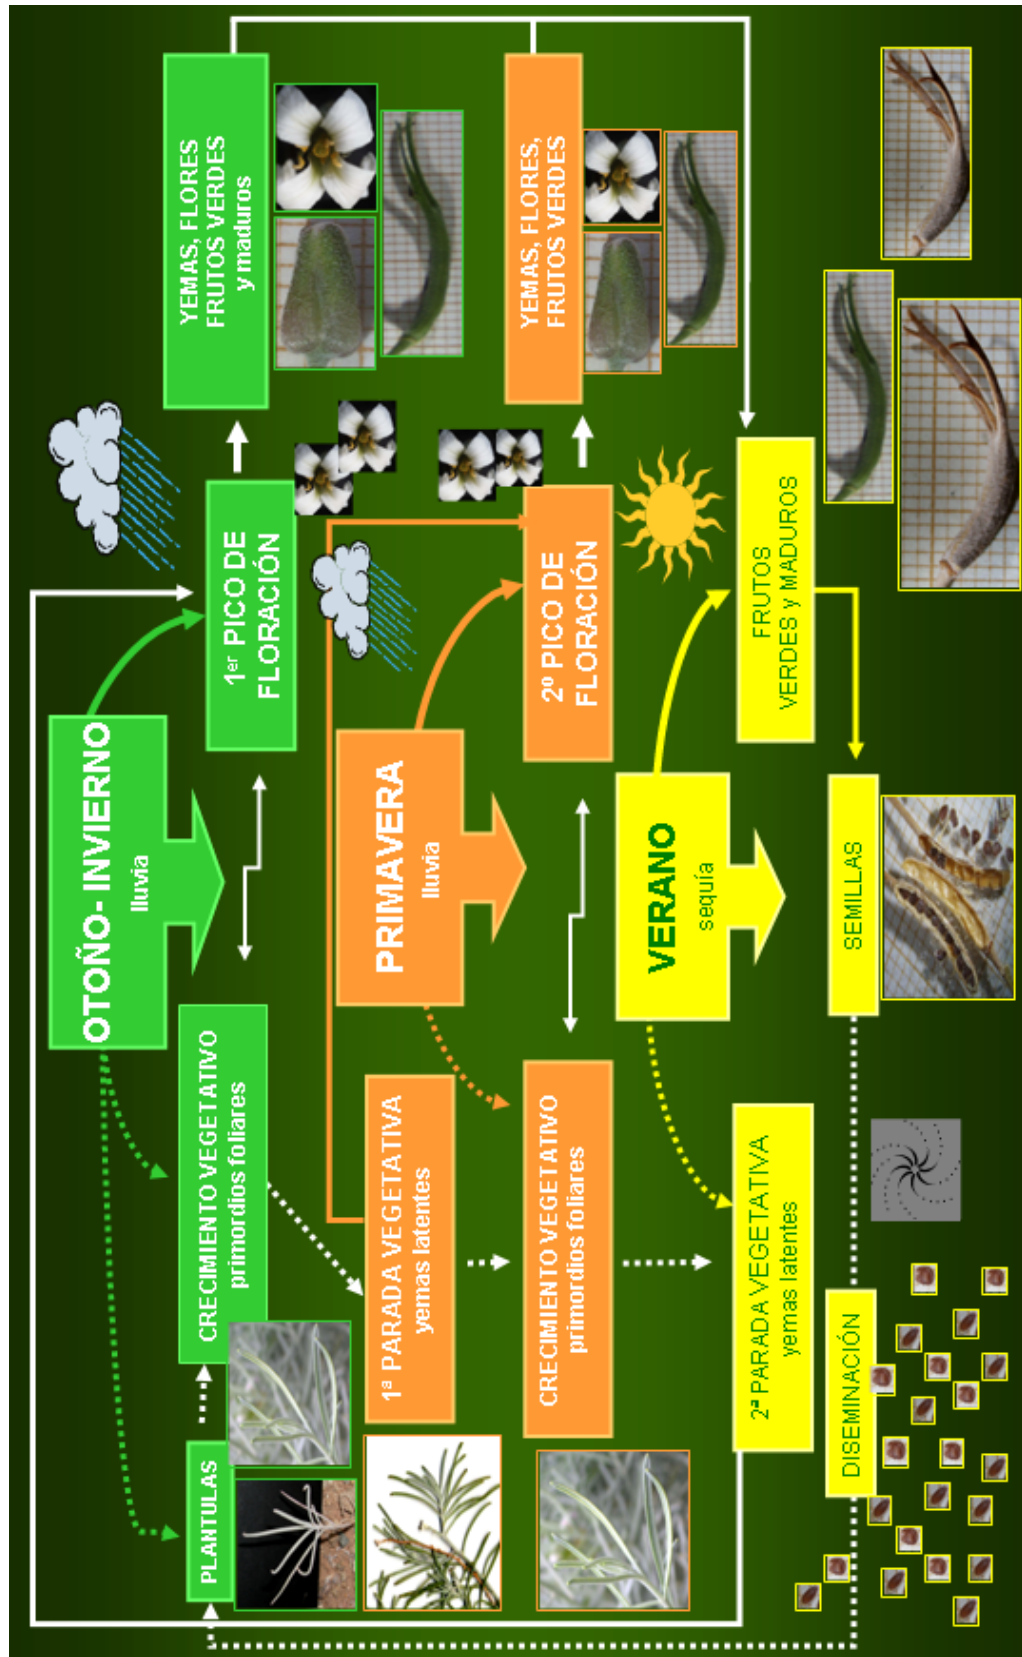 OTOÑO- INVIERNO
lluvia
PLANTULAS
CRECIMIENTO VEGETATIVO
primordios foliares
1er PICO DE
FLORACIÓN
YEMAS, FLORES
FRUTOS VERDES
y maduros
PRIMAVERA
lluvia
1ª PARADA VEGETATIVA
yemas latentes
CRECIMIENTO VEGETATIVO
primordios foliares
2º PICO DE
FLORACIÓN
YEMAS, FLORES,
FRUTOS VERDES
VERANO
sequía
2ª PARADA VEGETATIVA
yemas latentes
FRUTOS
VERDES y MADUROS
DISEMINACIÓN
SEMILLAS